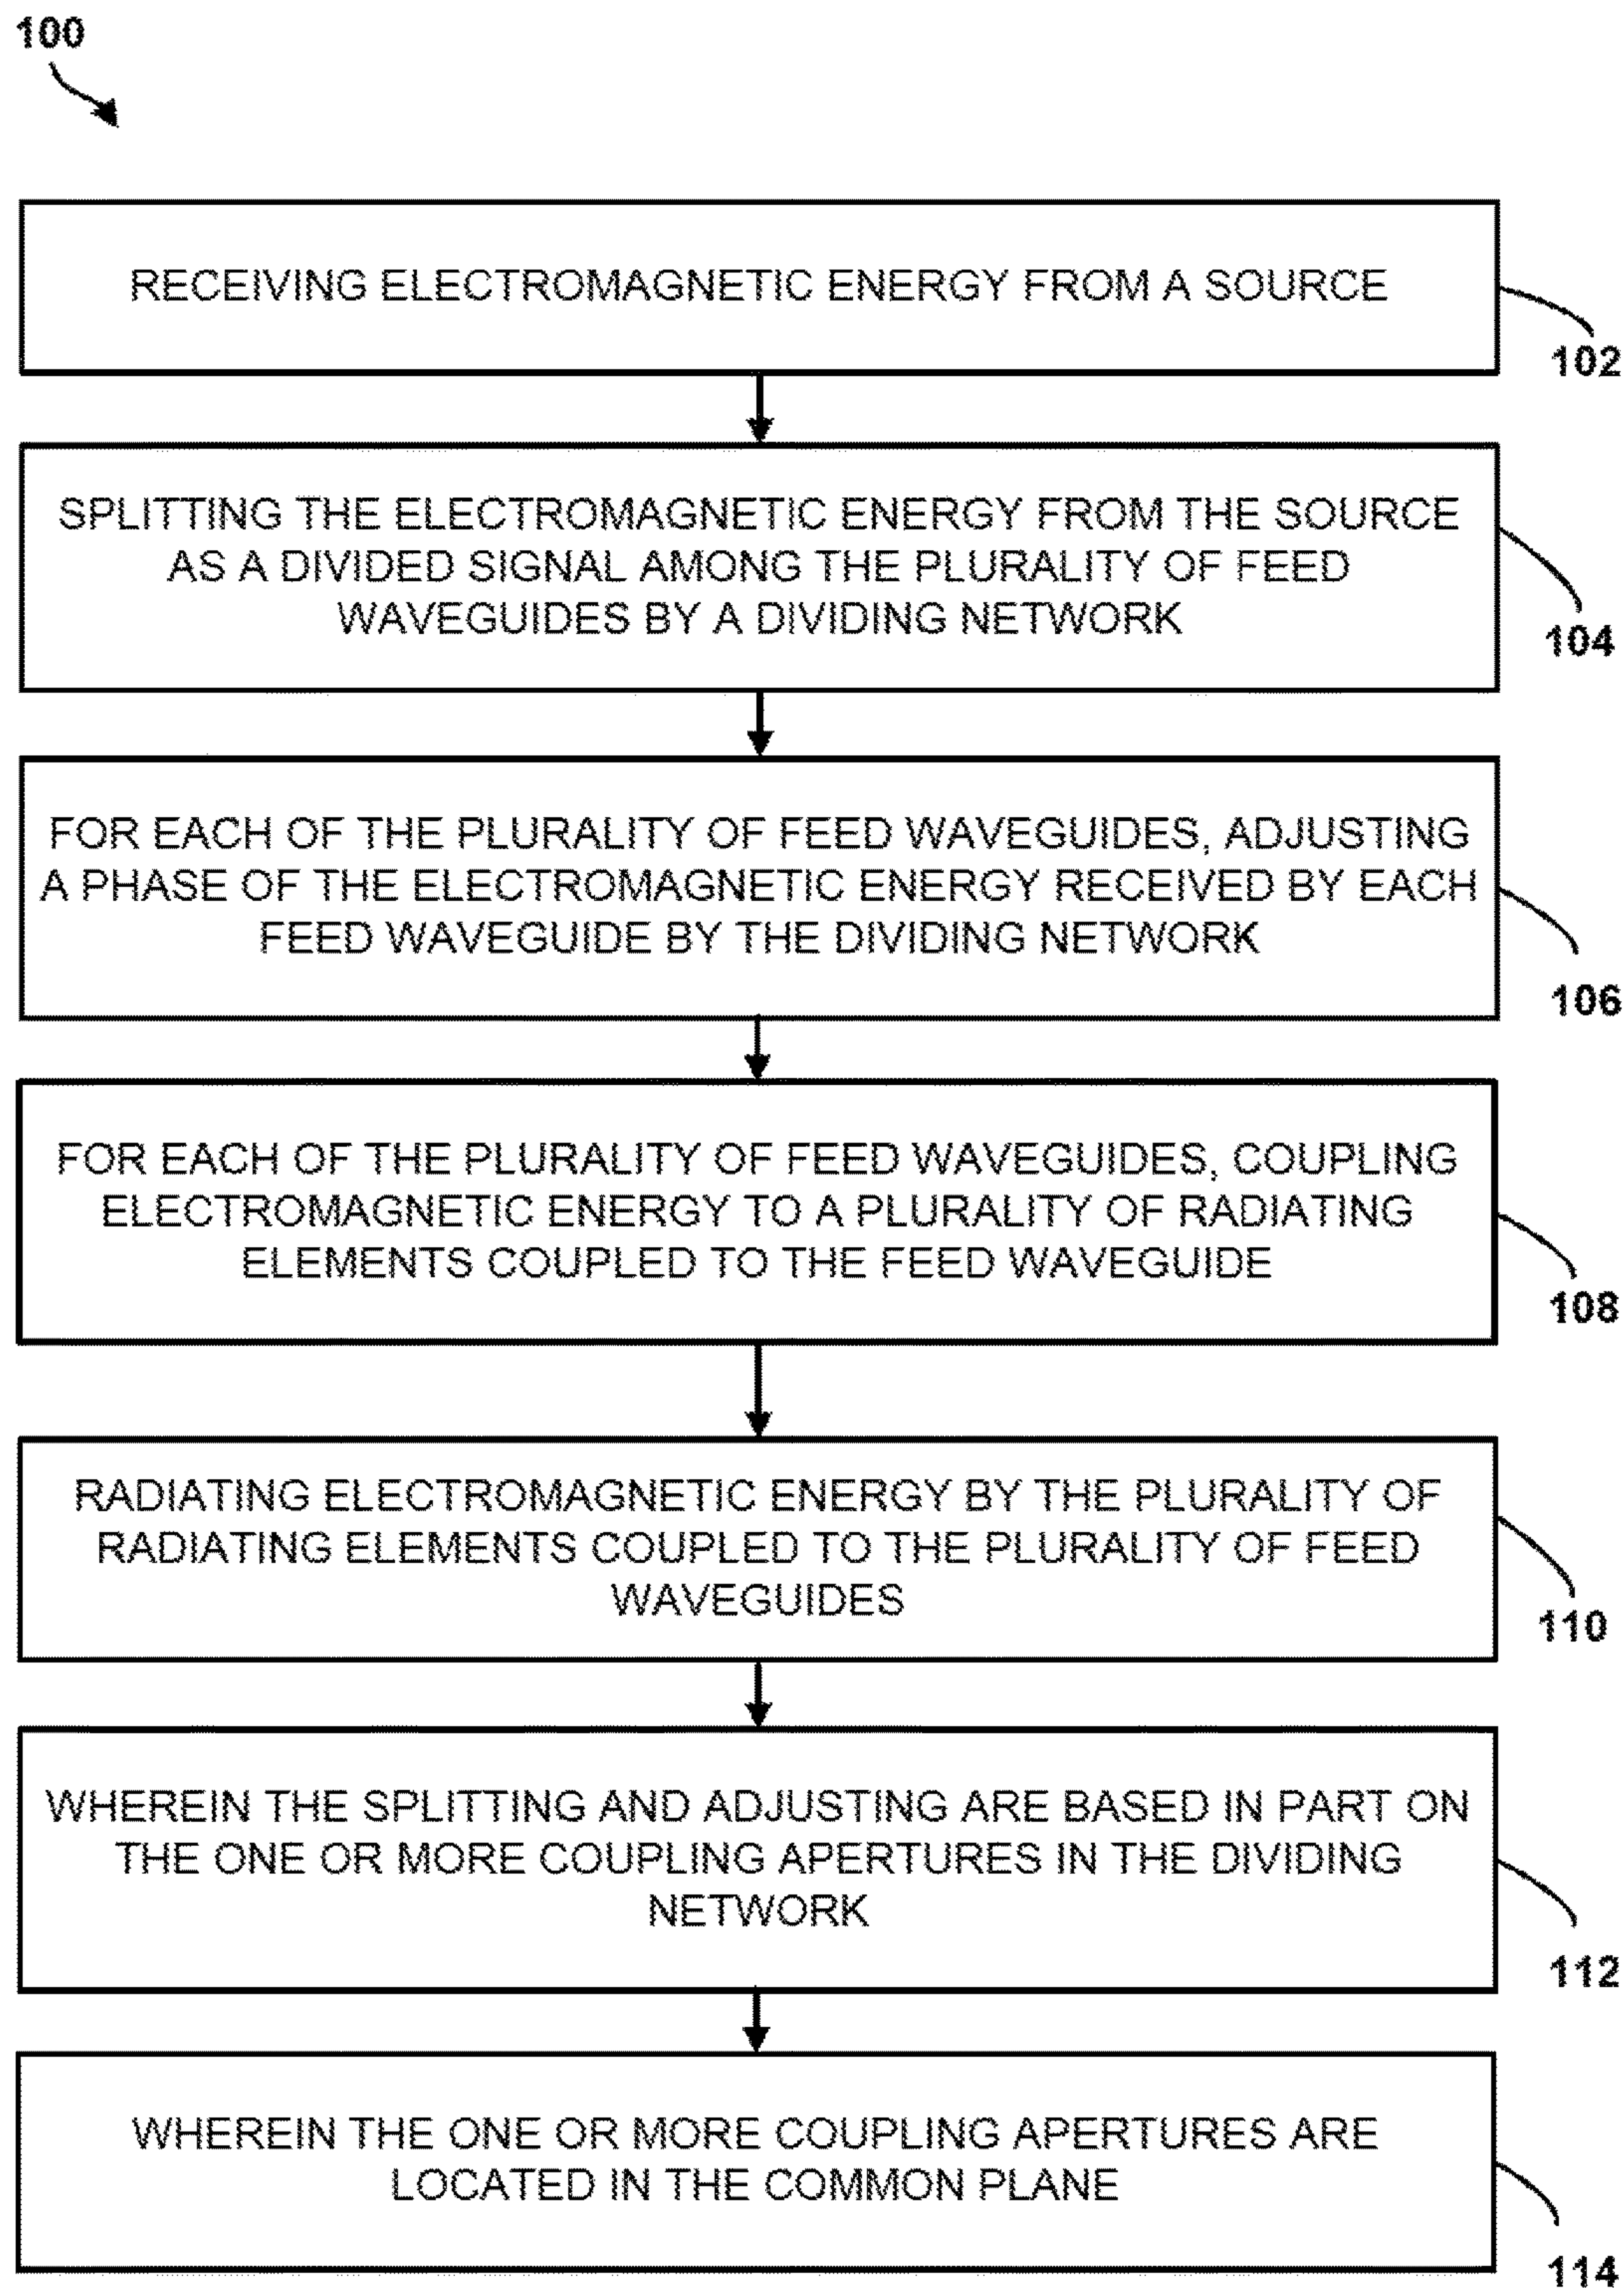 100
RECEIVING ELECTROMAGNETIC ENERGY FROM A SOURCE
102
SPLITTING THE ELECTROMAGNETIC ENERGY FROM THE SOURCE
AS A DIVIDED SIGNAL AMONG THE PLURALITY OF FEED
WAVEGUIDES BY A DIVIDING NETWORK
104
FOR EACH OF THE PLURALITY OF FEED WAVEGUIDES, ADJUSTING
A PHASE OF THE ELECTROMAGNETIC ENERGY RECEIVED BY EACH
FEED WAVEGUIDE BY THE DIVIDING NETWORK
106
FOR EACH OF THE PLURALITY OF FEED WAVEGUIDES, COUPLING
ELECTROMAGNETIC ENERGY TO A PLURALITY OF RADIATING
ELEMENTS COUPLED TO THE FEED WAVEGUIDE
108
RADIATING ELECTROMAGNETIC ENERGY BY THE PLURALITY OF
RADIATING ELEMENTS COUPLED TO THE PLURALITY OF FEED
WAVEGUIDES
110
WHEREIN THE SPLITTING AND ADJUSTING ARE BASED IN PART ON
THE ONE OR MORE COUPLING APERTURES IN THE DIVIDING
NETWORK
112
WHEREIN THE ONE OR MORE COUPLING APERTURES ARE
LOCATED IN THE COMMON PLANE
114